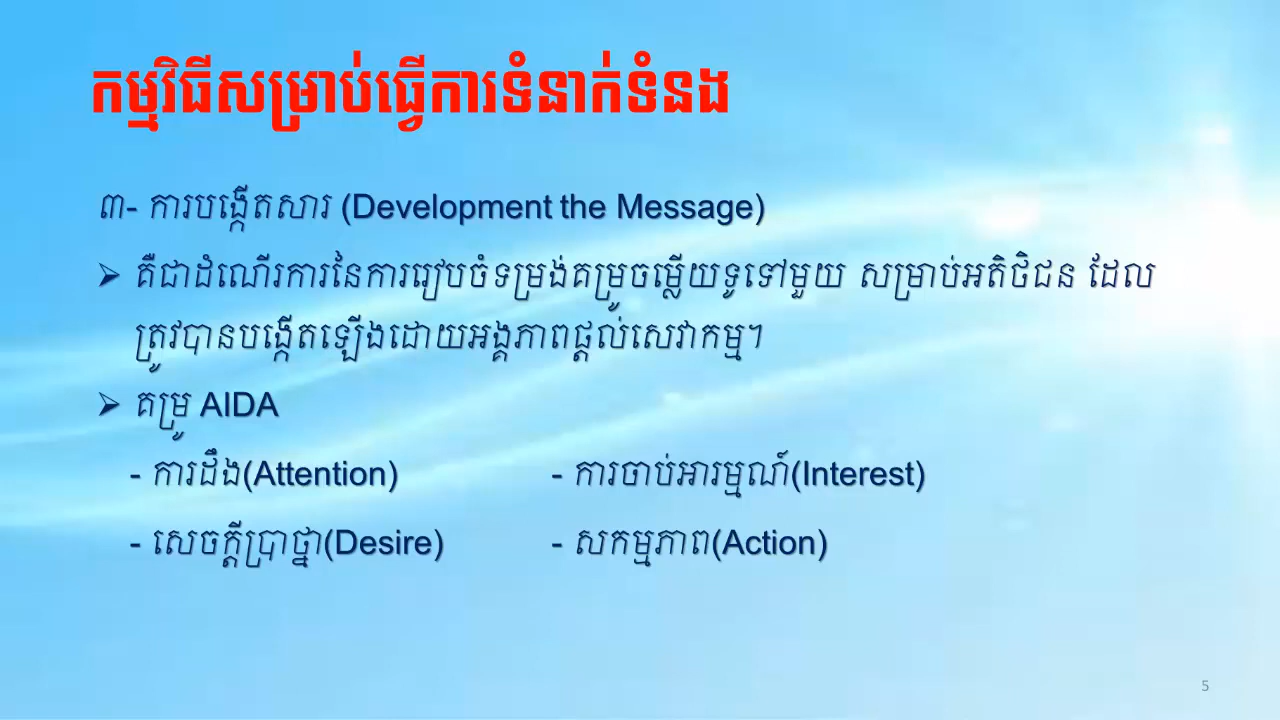 កម្មវិធីសម្រាប់ធ្វើការទំនាក់ទំនង
៣- ការបង្កើតសារ (Development the Message)
➢ គឺជាដំណើរការនៃការរៀបចំទម្រង់គម្រូចម្លើយទូទៅមួយ សម្រាប់អតិថិជន ដែល
ត្រូវបានបង្កើតឡើងដោយអង្គភាពផ្តល់សេវាកម្ម។
➢ គម្រូ AIDA
- ការដឹង(Attention) - ការចាប់អារម្មណ៍(Interest)
- សេចក្តីប្រាថ្នា(Desire) - សកម្មភាព(Action)
5